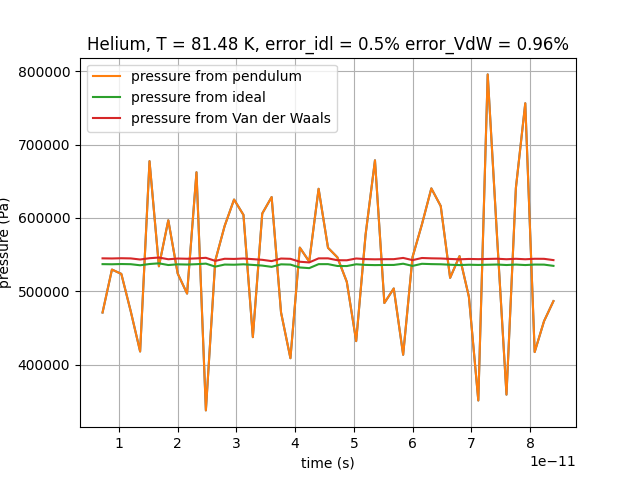 Helium, T = 81.48 K, error_idl = 0.5% error_VdW = 0.96%
800000
700000
600000
500000
400000
pressure (Pa)
pressure from pendulum
pressure from ideal
pressure from Van der Waals
1 2 3 4 5 6 7 8
1e−11
time (s)